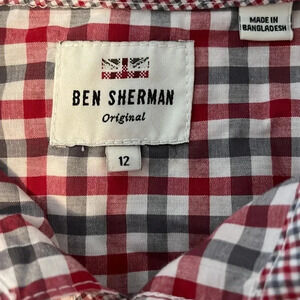 MADE IN
BANGLADESH
BEN SHERMAN
Original
12